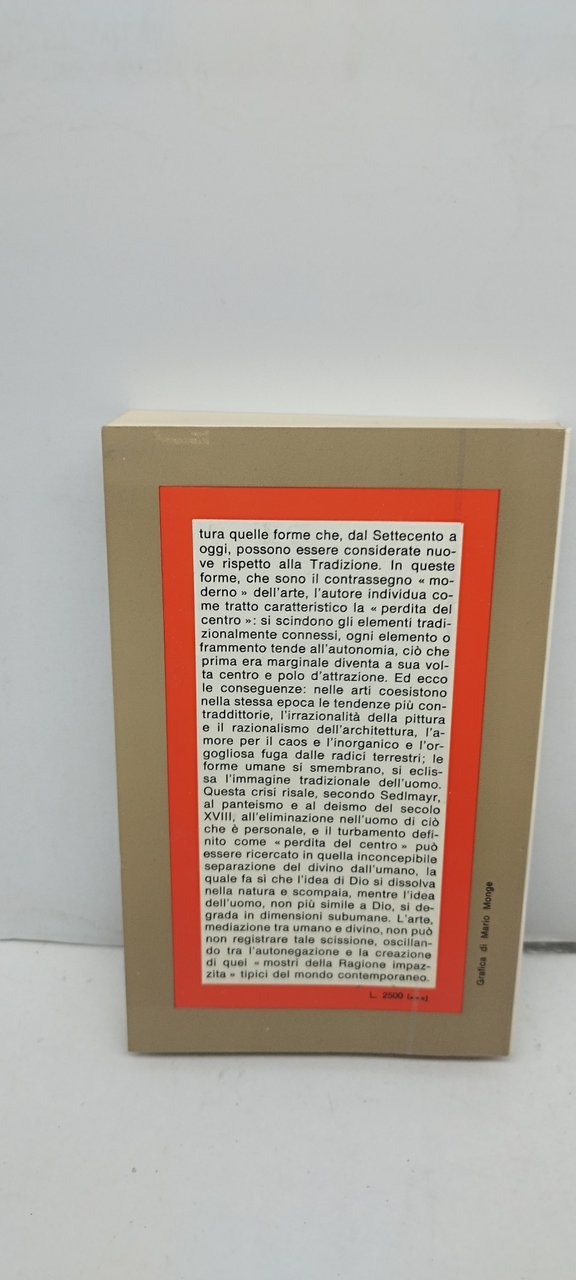 tura quelle forme che, dal Settecento a
oggi, possono essere considerate nuo-
ve rispetto alla Tradizione. In queste
forme, che sono il contrassegno « mo-
derno » dell'arte, l'autore individua co-
me tratto caratteristico la « perdita del
centro »: si scindono gli elementi tradi-
zionalmente connessi, ogni elemento o
frammento tende all'autonomia, ciò che
prima era marginale diventa a sua vol-
ta centro e polo d'attrazione. Ed ecco
le conseguenze: nelle arti coesistono
nella stessa epoca le tendenze più con-
traddittorie, l'irrazionalità della pittura
e il razionalismo dell'architettura, l'a-
more per il caos e l'inorganico e l'or-
gogliosa fuga dalle radici terrestri; le
forme umane si smembrano, si eclis-
sa l'immagine tradizionale dell'uomo.
Questa crisi risale, secondo Sedlmayr,
al panteismo e al deismo del secolo
XVIII, all'eliminazione nell'uomo di ciò
che è personale, e il turbamento defi-
nito come « perdita del centro » può
essere ricercato in quella inconcepibile
separazione del divino dall'umano, la
quale fa sì che l'idea di Dio si dissolva
nella natura e scompaia, mentre l'idea
dell'uomo, non più simile a Dio, si de-
grada in dimensioni subumane. L'arte,
mediazione tra umano e divino, non può
non registrare tale scissione, oscillan-
do tra l'autonegazione e la creazione
di quei « mostri della Ragione impaz-
zita » tipici del mondo contemporaneo.
L. 2500
Grafica di Mario Monge